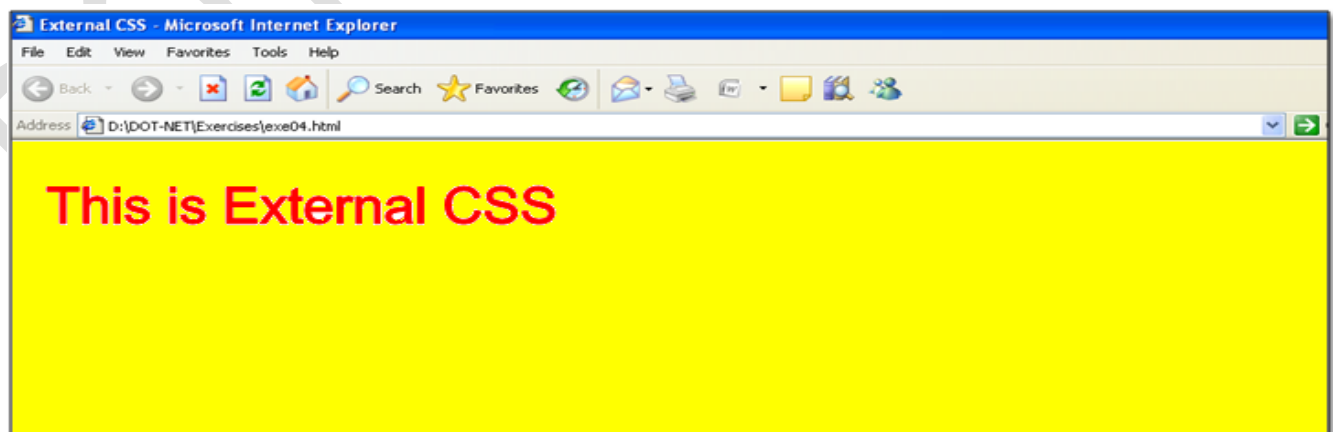 External CSS - Microsoft Internet Explorer
File Edit View Favorites Tools Help
Back Search Favorites
Address D:\DOT-NET\Exercises\exe04.html
This is External CSS